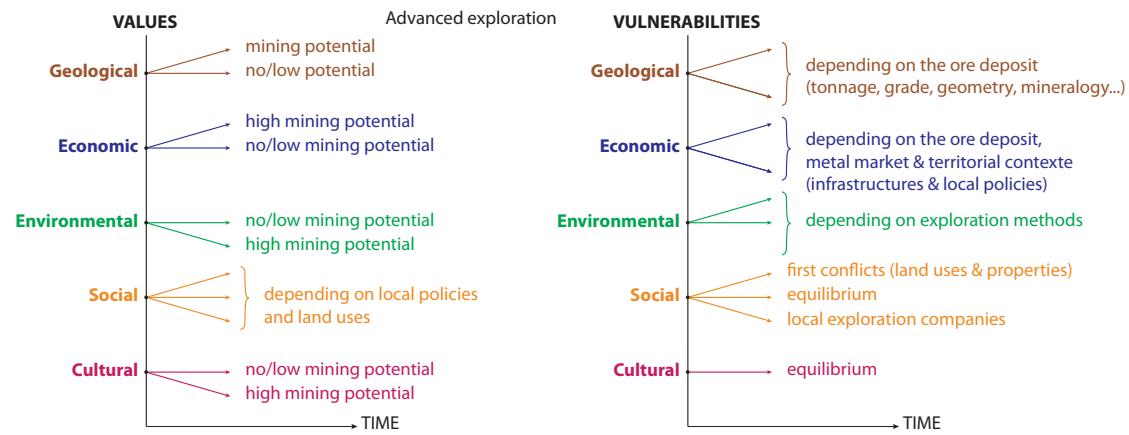 Advanced exploration
VALUES
Geological
mining potential
no/low potential
Economic
high mining potential
no/low mining potential
Environmental
no/low mining potential
high mining potential
Social
depending on local policies
and land uses
Cultural
no/low mining potential
high mining potential
TIME
VULNERABILITIES
Geological
depending on the ore deposit
(tonnage, grade, geometry, mineralogy...)
Economic
depending on the ore deposit,
metal market & territorial contexte
(infrastructures & local policies)
Environmental
depending on exploration methods
Social
first conflicts (land uses & properties)
equilibrium
local exploration companies
Cultural
equilibrium
TIME